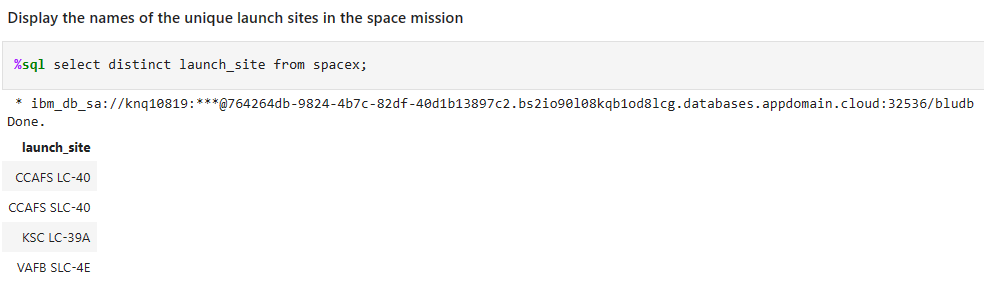 Display the names of the unique launch sites in the space mission
%sql select distinct launch_site from spacex;
* ibm_db_sa://knq10819:***@764264db-9824-4b7c-82df-40d1b13897c2.bs2io90l08kqb1od8lcg.databases.appdomain.cloud:32536/bludb
Done.
launch_site
CCAFS LC-40
CCAFS SLC-40
KSC LC-39A
VAFB SLC-4E